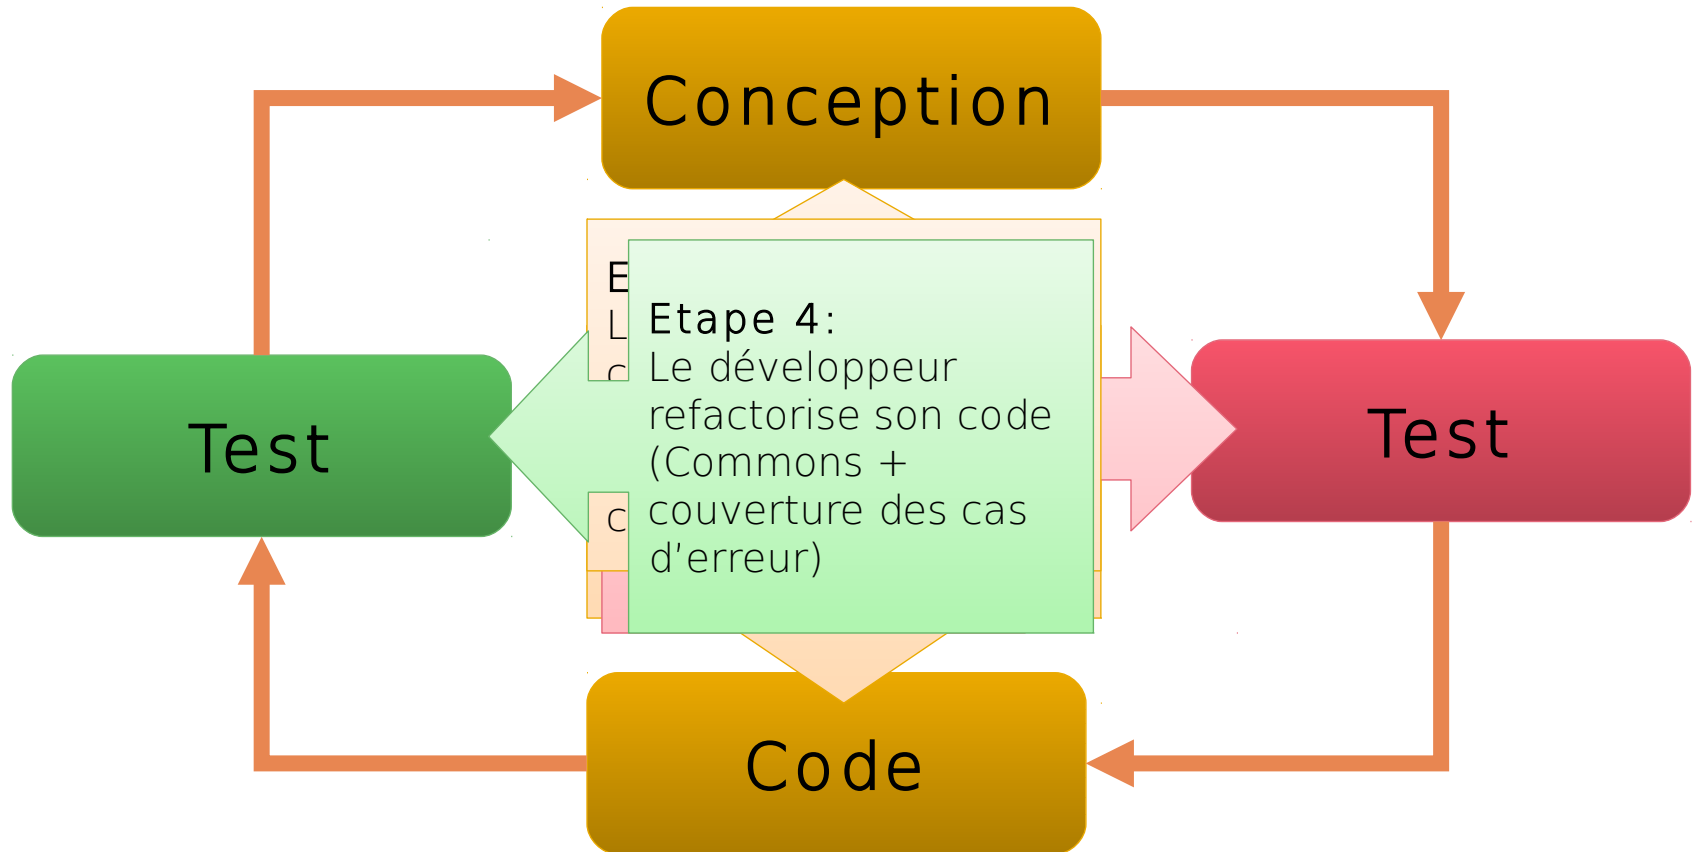 Conception
Etape 4:
Le développeur
refactorise son code
(Commons +
couverture des cas
d'erreur)
Test
Test
Code